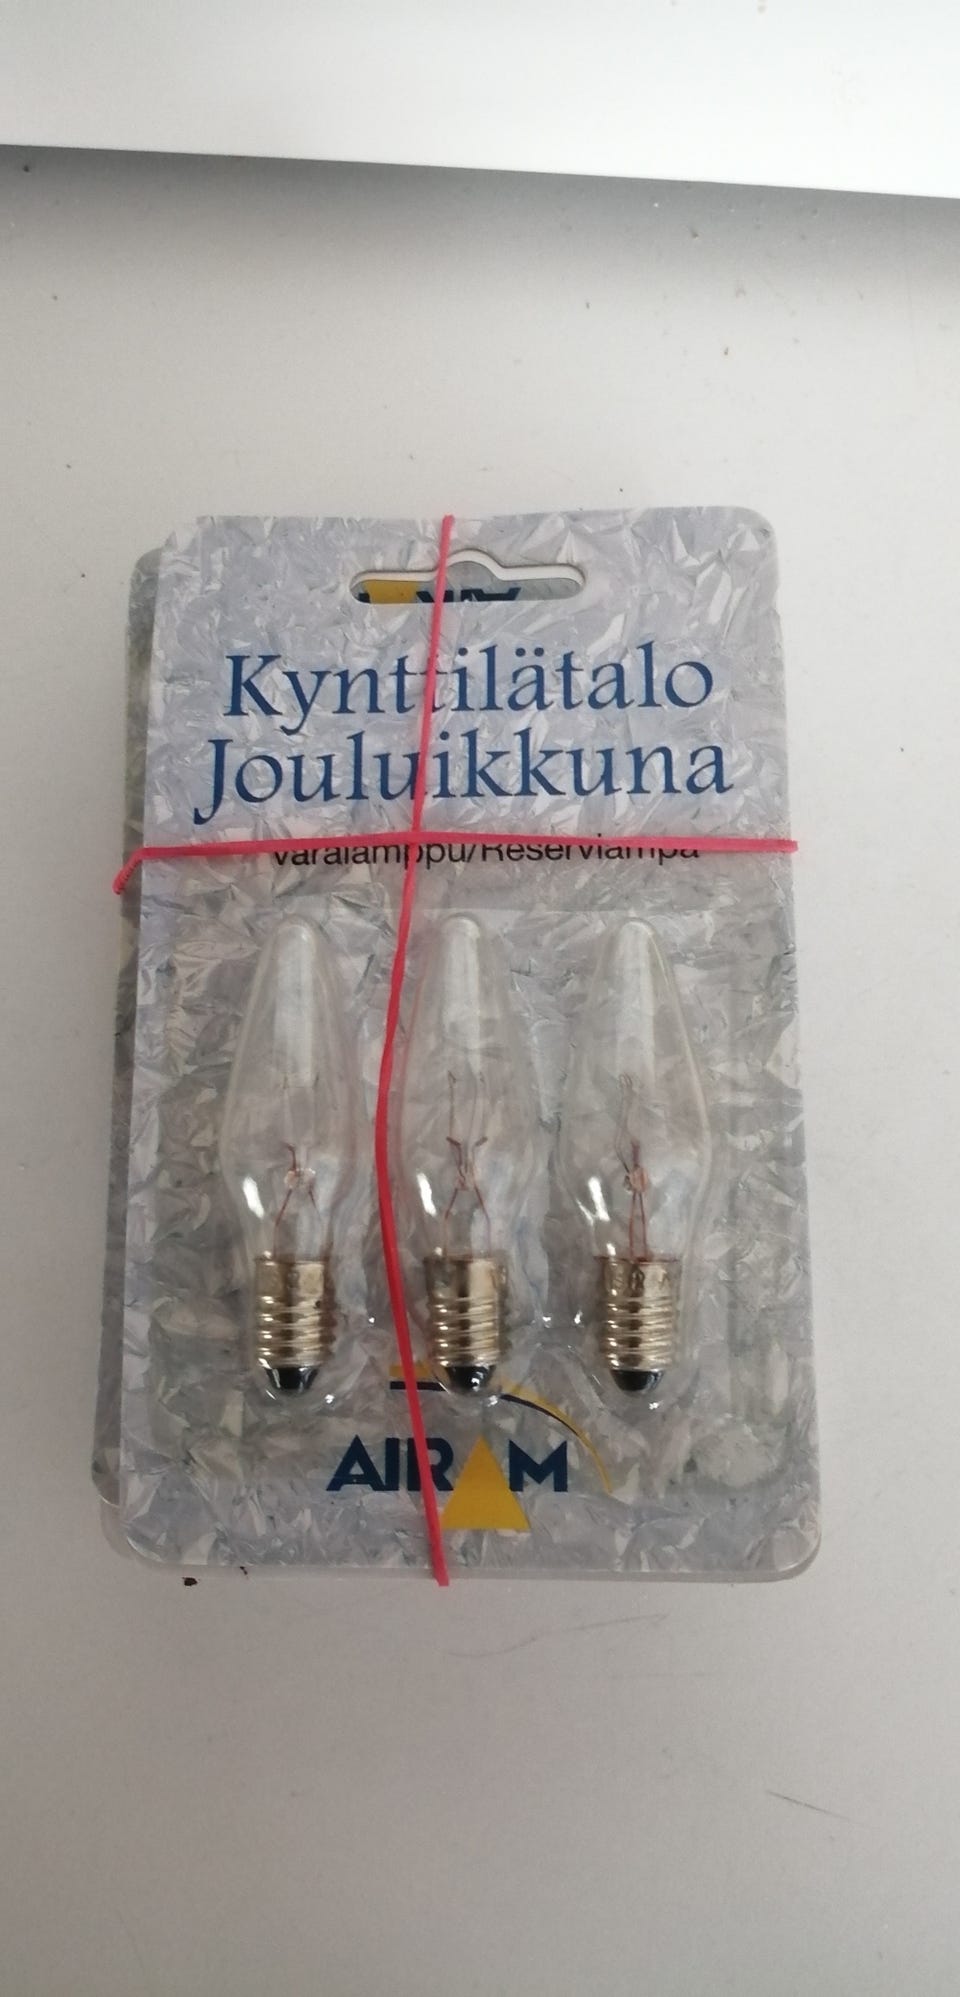 Kynttilätalo
Jouluikkuna
Varalamppu/Reservlampa
AIRAM